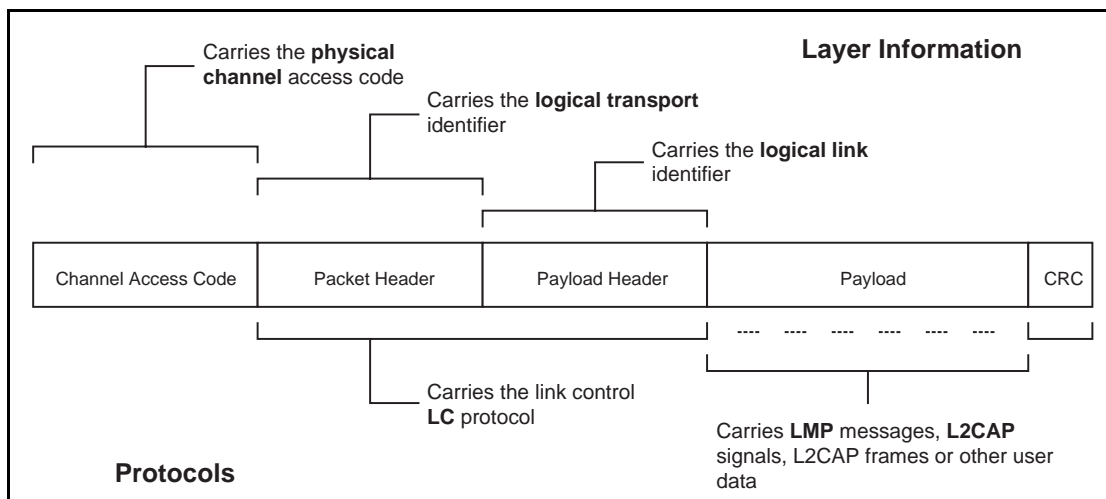 Layer Information
Carries the physical
channel access code
Carries the logical transport
identifier
Carries the logical link
identifier
Channel Access Code
Packet Header
Payload Header
Payload
CRC
---- ---- ---- ---- ---- ----
Carries the link control
LC protocol
Carries LMP messages, L2CAP
signals, L2CAP frames or other user
data
Protocols